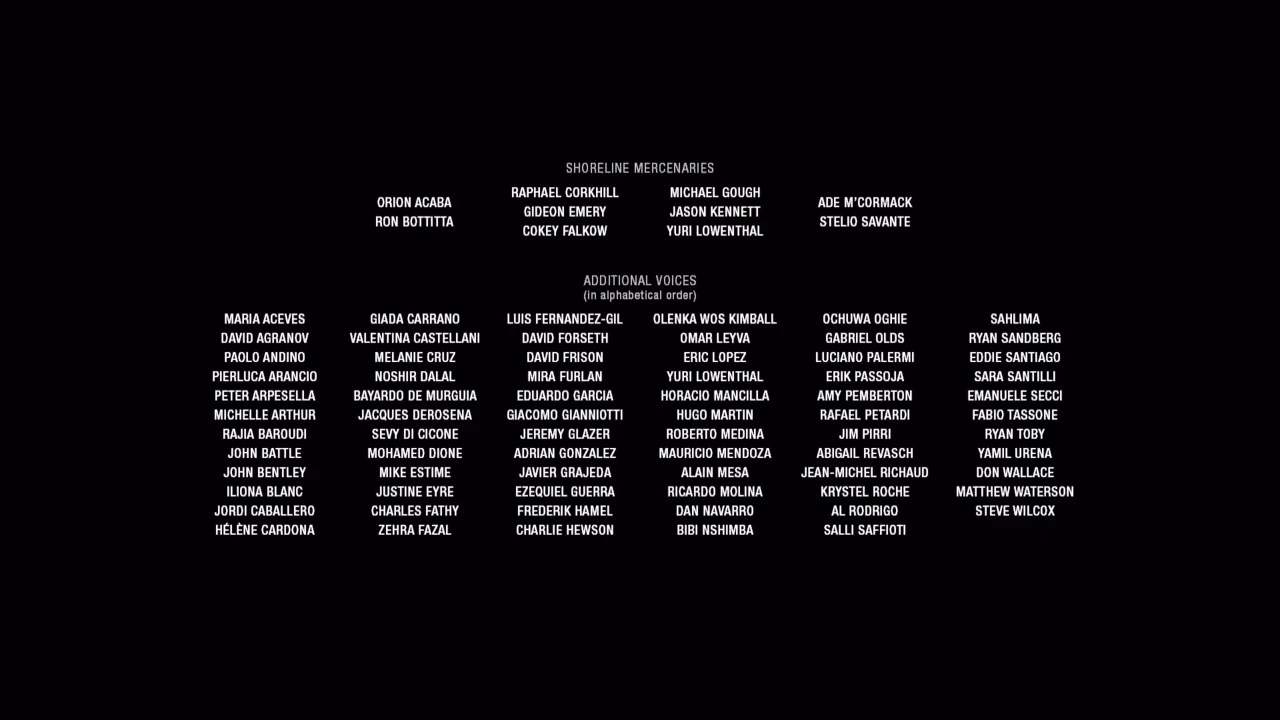 SHORELINE MERCENARIES
ORION ACABA
RON BOTTITTA
RAPHAEL CORKHILL
GIDEON EMERY
COKEY FALKOW
MICHAEL GOUGH
JASON KENNETT
YURI LOWENTHAL
ADE M'CORMACK
STELIO SAVANTE
ADDITIONAL VOICES
(in alphabetical order)
MARIA ACEVES
DAVID AGRANOV
PAOLO ANDINO
PIERLUCA ARANCIO
PETER ARPESELLA
MICHELLE ARTHUR
RAJIA BAROUDI
JOHN BATTLE
JOHN BENTLEY
ILIONA BLANC
JORDI CABALLERO
HÉLÈNE CARDONA
GIADA CARRANO
VALENTINA CASTELLANI
MELANIE CRUZ
NOSHIR DALAL
BAYARDO DE MURGUIA
JACQUES DEROSENA
SEVY DI CICONE
MOHAMED DIONE
MIKE ESTIME
JUSTINE EYRE
CHARLES FATHY
ZEHRA FAZAL
LUIS FERNANDEZ-GIL
DAVID FORSETH
DAVID FRISON
MIRA FURLAN
EDUARDO GARCIA
GIACOMO GIANNIOTTI
JEREMY GLAZER
ADRIAN GONZALEZ
JAVIER GRAJEDA
EZEQUIEL GUERRA
FREDERIK HAMEL
CHARLIE HEWSON
OLENKA WOS KIMBALL
OMAR LEYVA
ERIC LOPEZ
YURI LOWENTHAL
HORACIO MANCILLA
HUGO MARTIN
ROBERTO MEDINA
MAURICIO MENDOZA
ALAIN MESA
RICARDO MOLINA
DAN NAVARRO
BIBI NSHIMBA
OCHUWA OGHIE
GABRIEL OLDS
LUCIANO PALERMI
ERIK PASSOJA
AMY PEMBERTON
RAFAEL PETARDI
JIM PIRRI
ABIGAIL REVASCH
JEAN-MICHEL RICHAUD
KRYSTEL ROCHE
AL RODRIGO
SALLI SAFFIOTI
SAHLIMA
RYAN SANDBERG
EDDIE SANTIAGO
SARA SANTILLI
EMANUELE SECCI
FABIO TASSONE
RYAN TOBY
YAMIL URENA
DON WALLACE
MATTHEW WATERSON
STEVE WILCOX